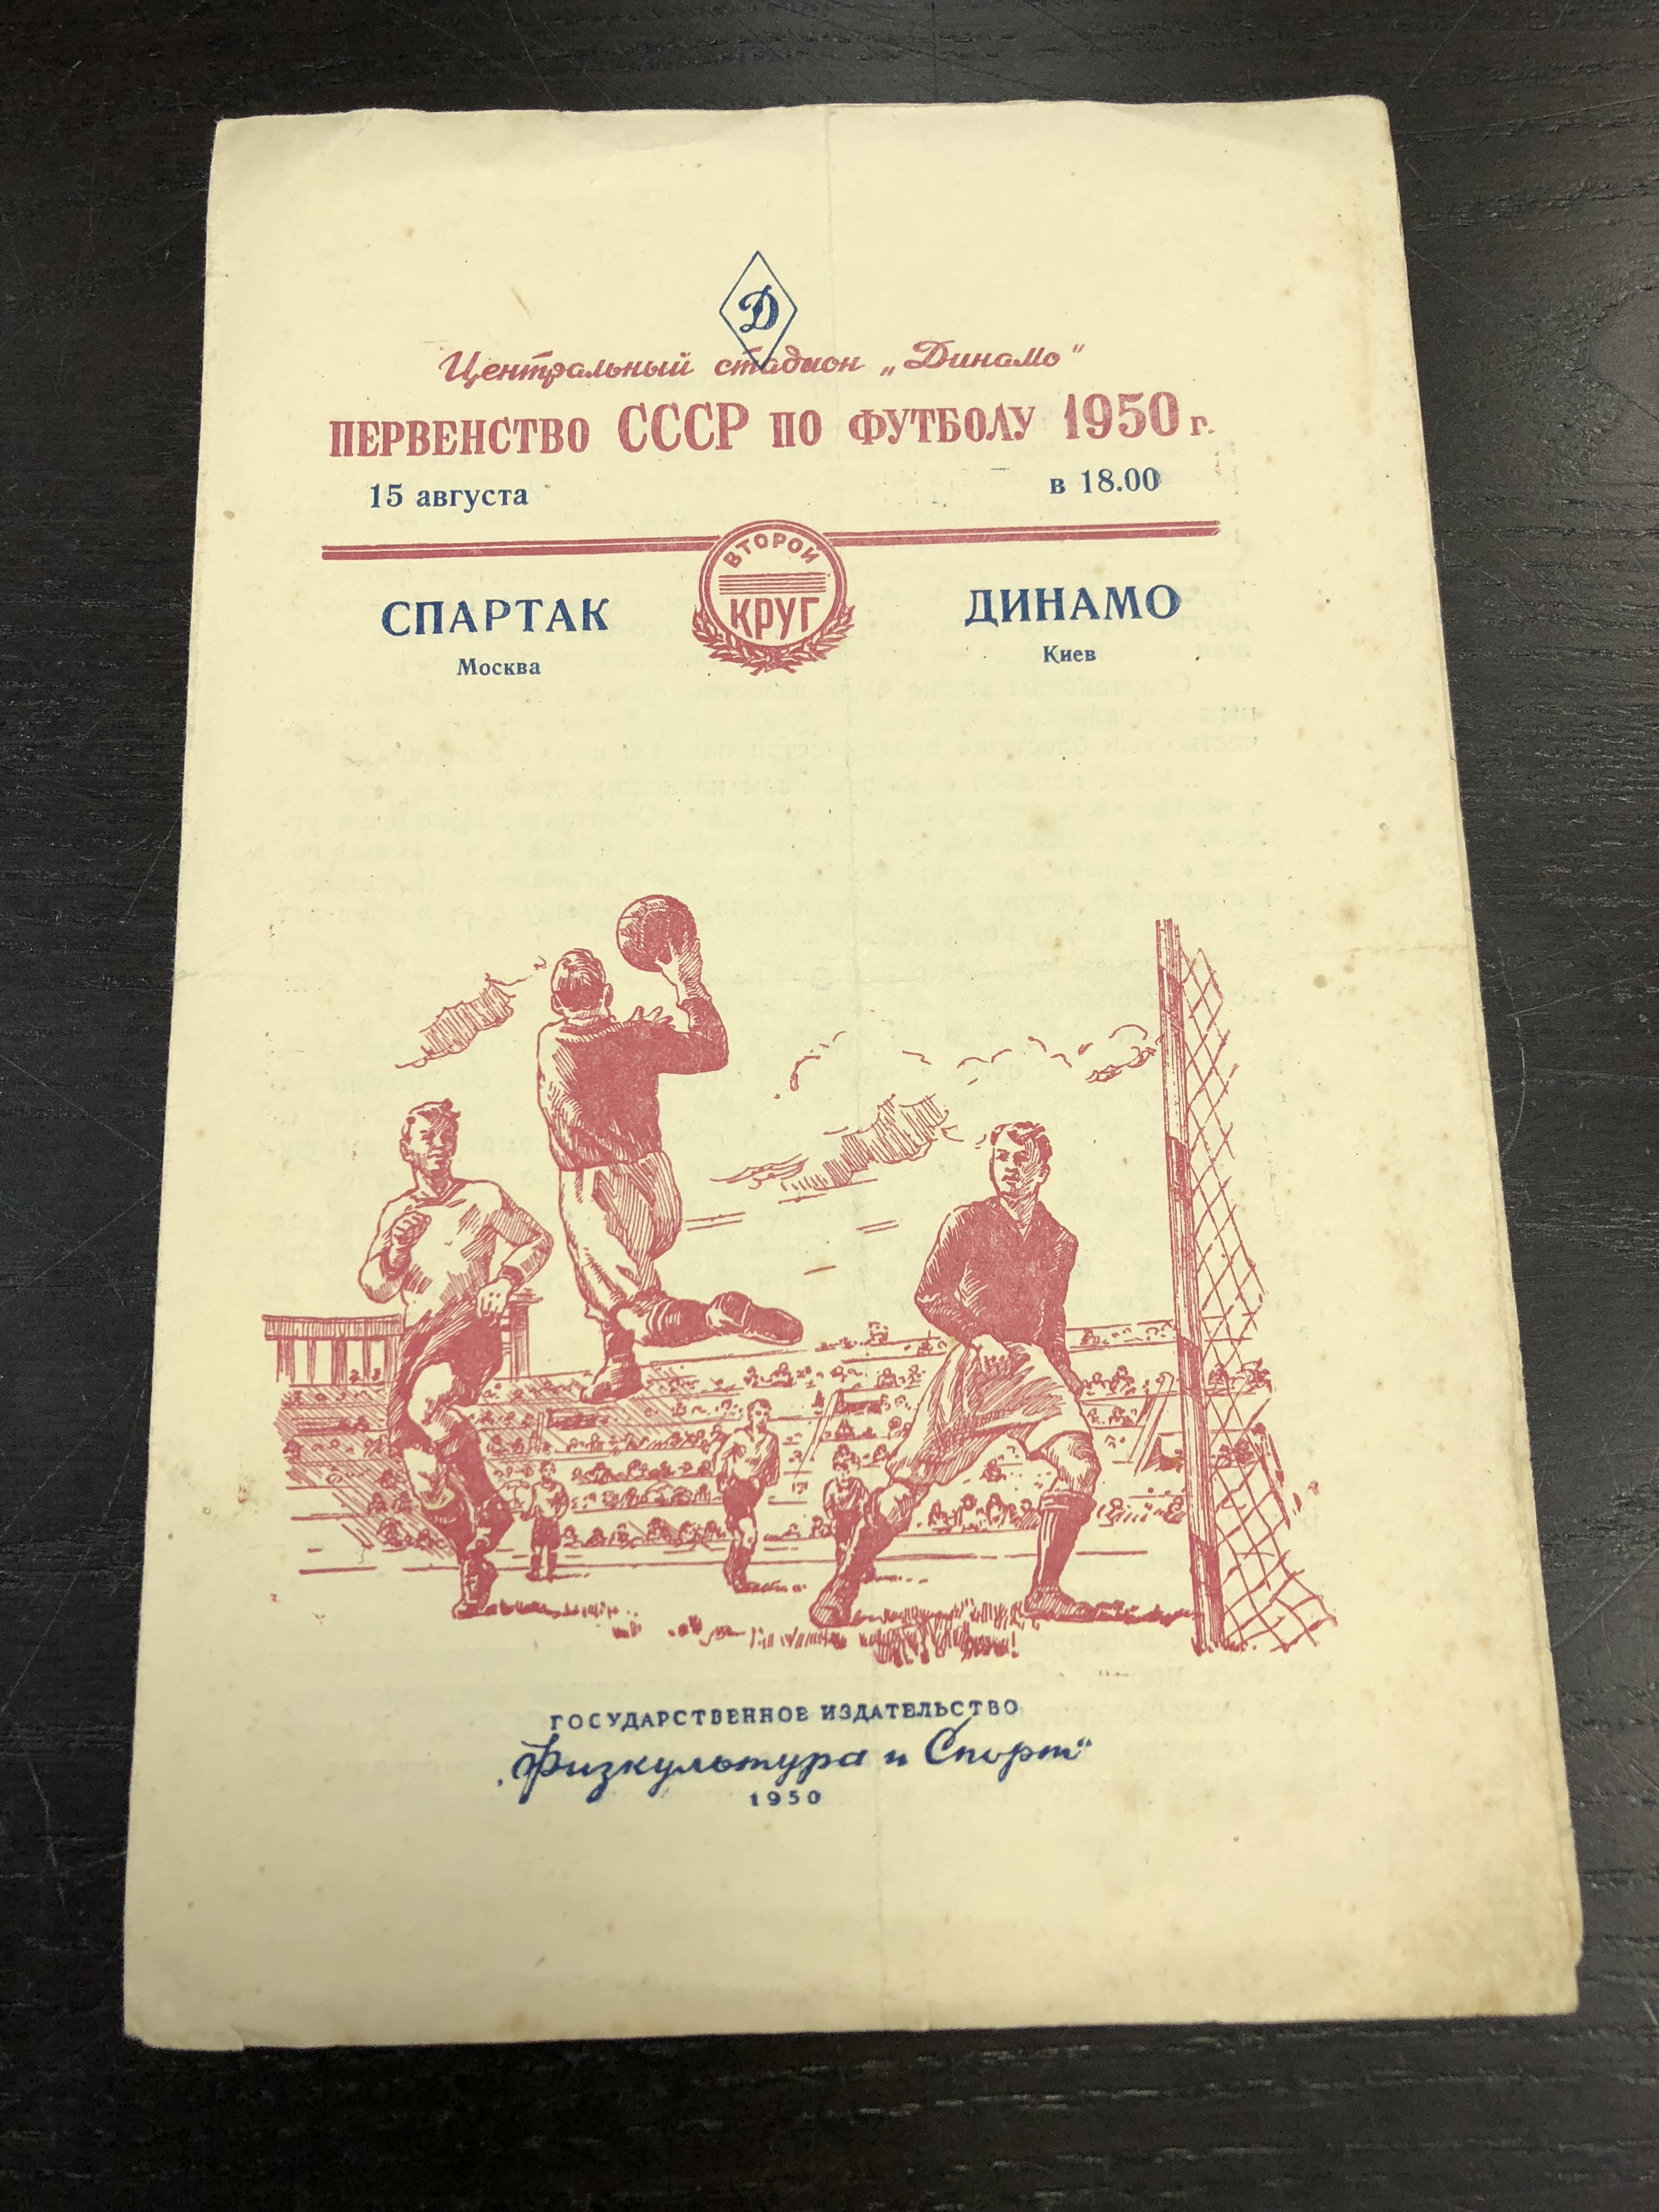 Д
Центральный стадион „Динамо"
ПЕРВЕНСТВО СССР ПО ФУТБОЛУ 1950 г.
15 августа в 18.00
ВТОРОЙ
КРУГ
СПАРТАК ДИНАМО
Москва Киев
ГОСУДАРСТВЕННОЕ ИЗДАТЕЛЬСТВО
„Физкультура и Спорт"
1950